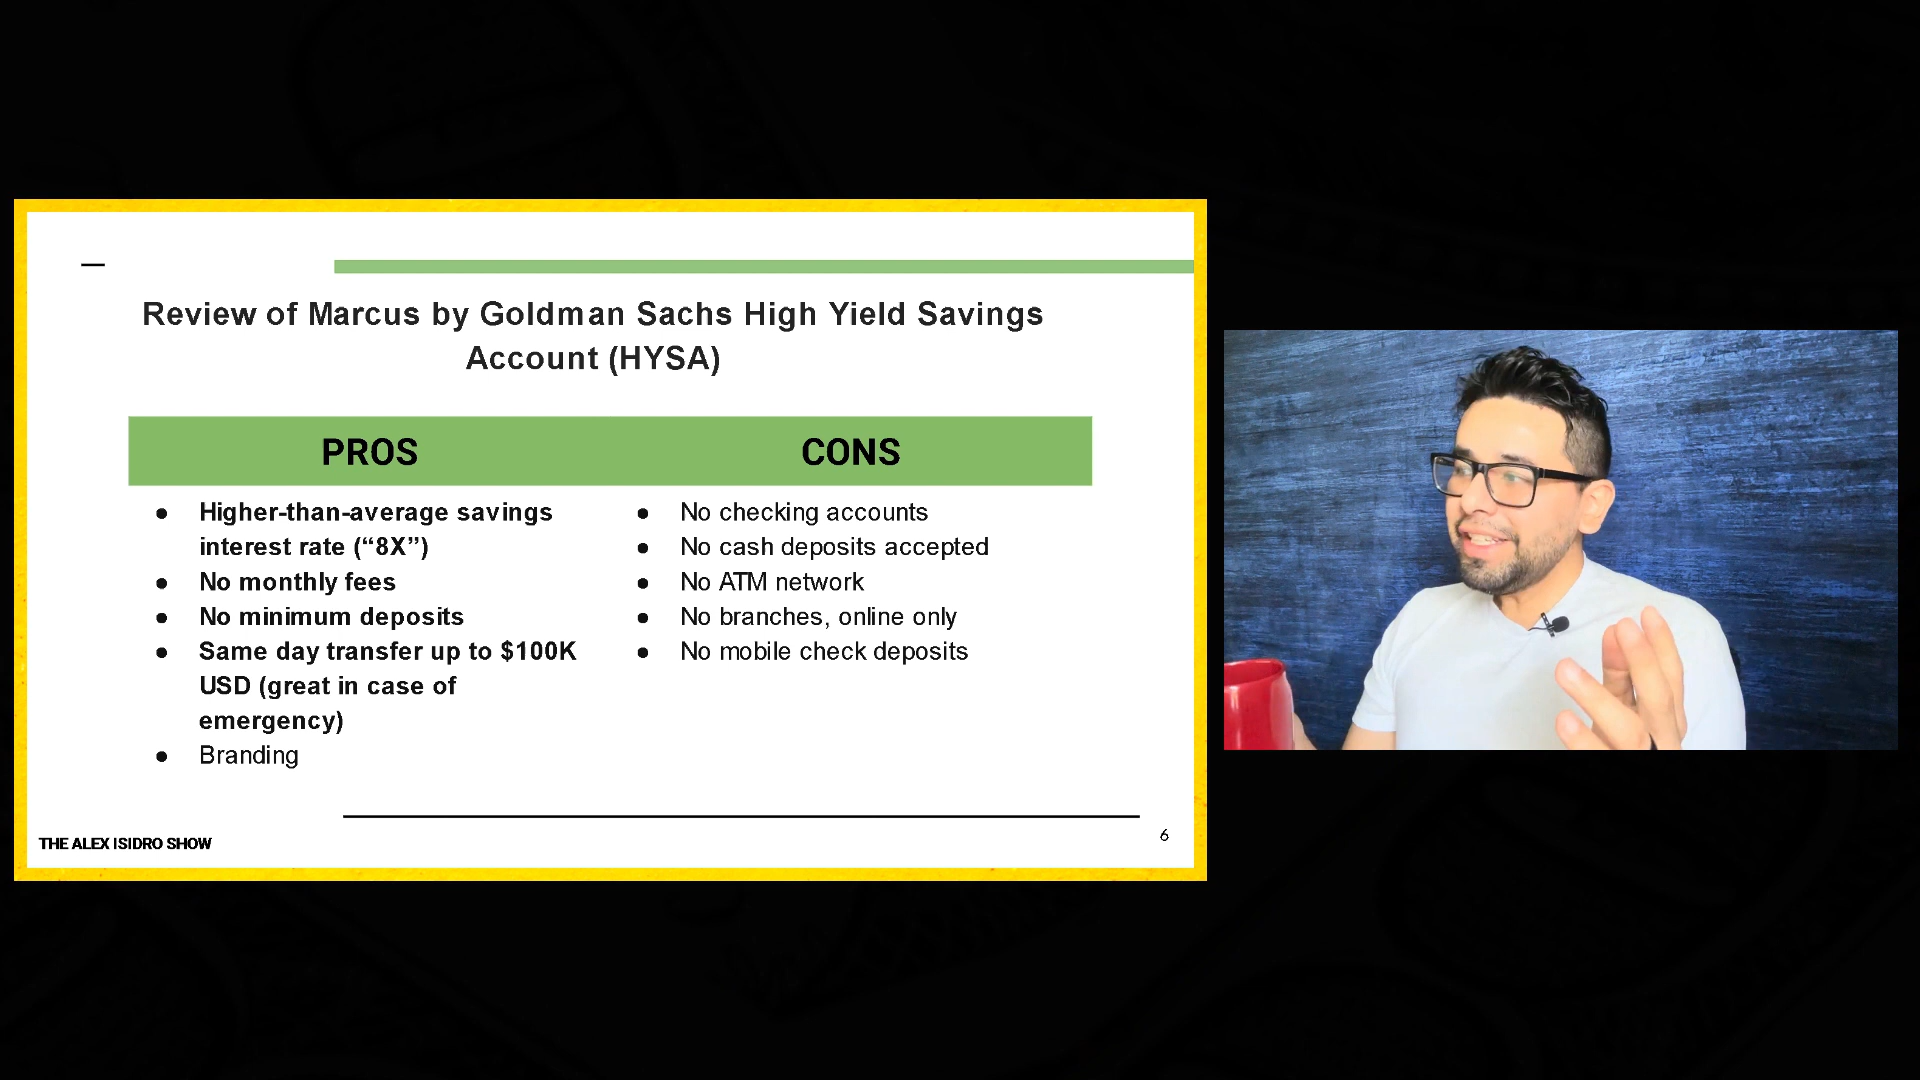 Review of Marcus by Goldman Sachs High Yield Savings
Account (HYSA)
PROS
● Higher-than-average savings
interest rate (“8X”)
● No monthly fees
● No minimum deposits
● Same day transfer up to $100K
USD (great in case of
emergency)
● Branding
CONS
● No checking accounts
● No cash deposits accepted
● No ATM network
● No branches, online only
● No mobile check deposits
THE ALEX ISIDRO SHOW
6